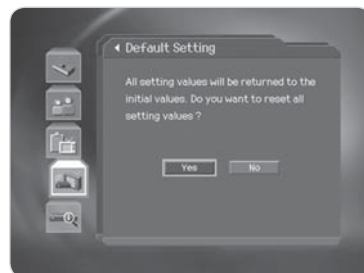 Default Setting
All setting values will be returned to the
initial values. Do you want to reset all
setting values ?
Yes No